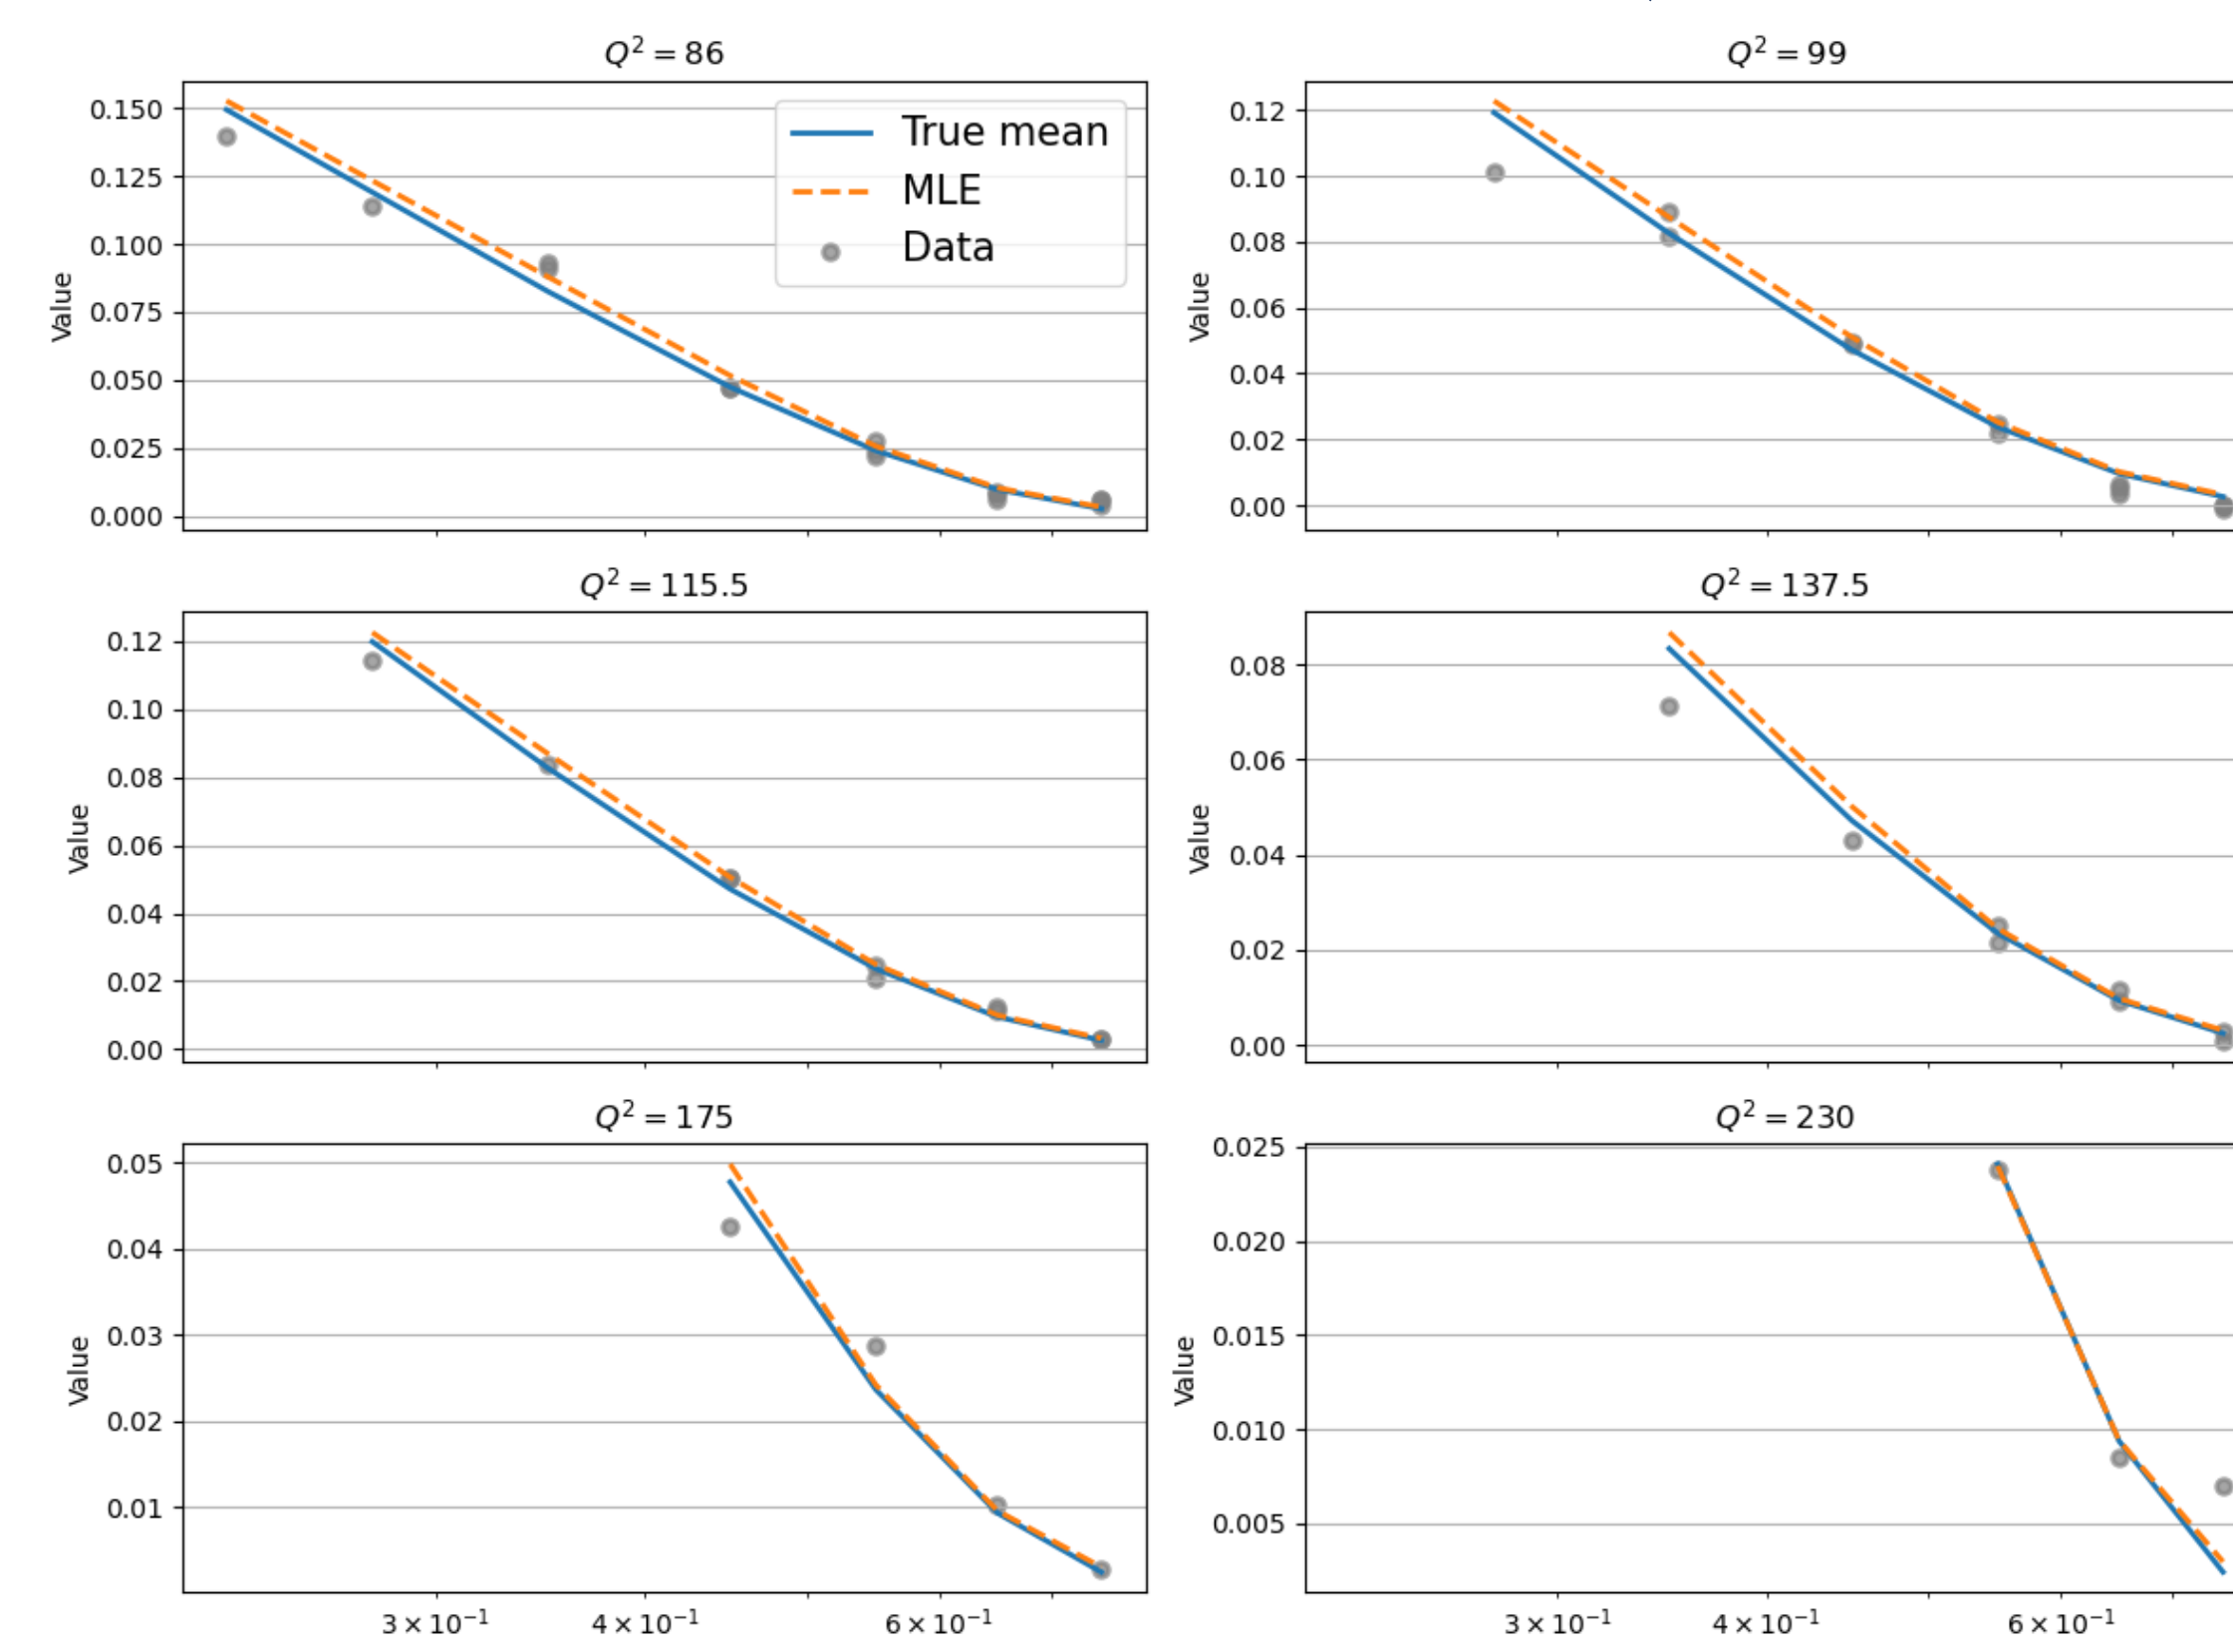 Q² = 86
Q² = 99
0.150
0.125
0.100
0.075
0.050
0.025
0.000
Value
True mean
MLE
Data
0.12
0.10
0.08
0.06
0.04
0.02
0.00
Value
Q² = 115.5
Q² = 137.5
0.12
0.10
0.08
0.06
0.04
0.02
0.00
Value
0.08
0.06
0.04
0.02
0.00
Value
Q² = 175
Q² = 230
0.05
0.04
0.03
0.02
0.01
Value
3 × 10⁻¹
4 × 10⁻¹
6 × 10⁻¹
0.025
0.020
0.015
0.010
0.005
Value
3 × 10⁻¹
4 × 10⁻¹
6 × 10⁻¹